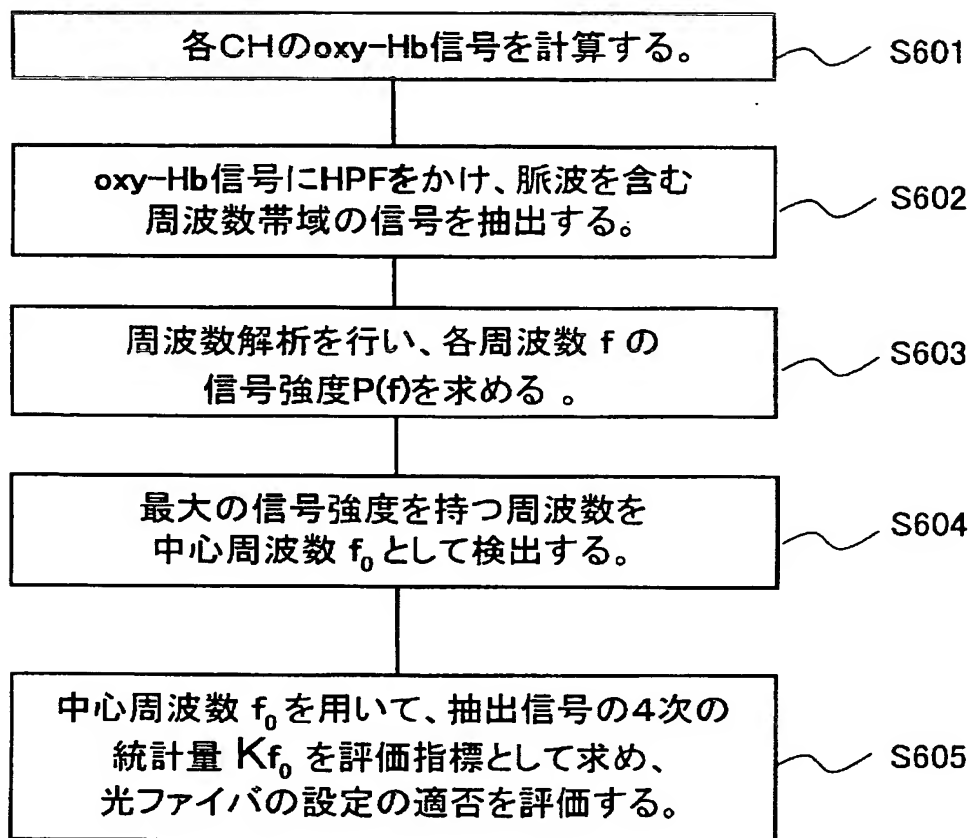 各CHのoxy-Hb信号を計算する。
S601
oxy-Hb信号にHPFをかけ、脈波を含む
周波数帯域の信号を抽出する。
S602
周波数解析を行い、各周波数 f の
信号強度P(f)を求める 。
S603
最大の信号強度を持つ周波数を
中心周波数 f₀ として検出する。
S604
中心周波数 f₀ を用いて、抽出信号の4次の
統計量 Kf₀ を評価指標として求め、
光ファイバの設定の適否を評価する。
S605